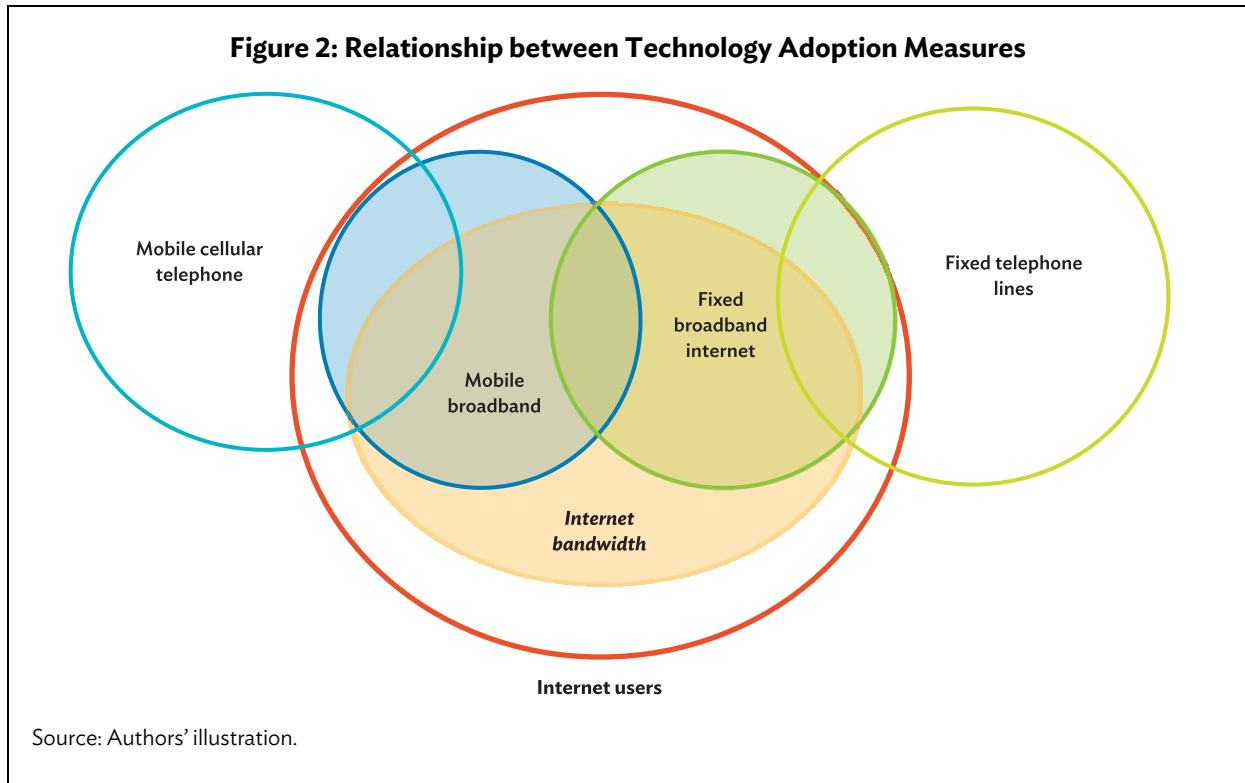 Figure 2: Relationship between Technology Adoption Measures
Mobile cellular
telephone
Fixed telephone
lines
Fixed
broadband
internet
Mobile
broadband
Internet
bandwidth
Internet users
Source: Authors’ illustration.